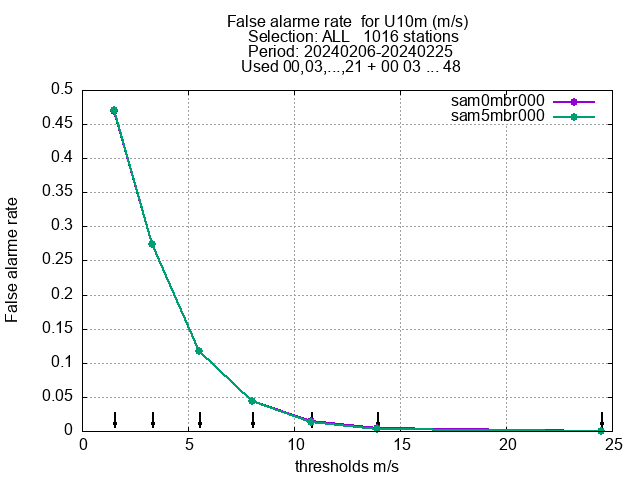 False alarme rate  for U10m (m/s)
Selection: ALL   1016 stations
Period: 20240206-20240225
Used 00,03,...,21 + 00 03 ... 48
sam0mbr000
sam5mbr000
0.5
0.45
0.4
0.35
0.3
0.25
0.2
0.15
0.1
0.05
0
False alarme rate
0 5 10 15 20 25
thresholds m/s